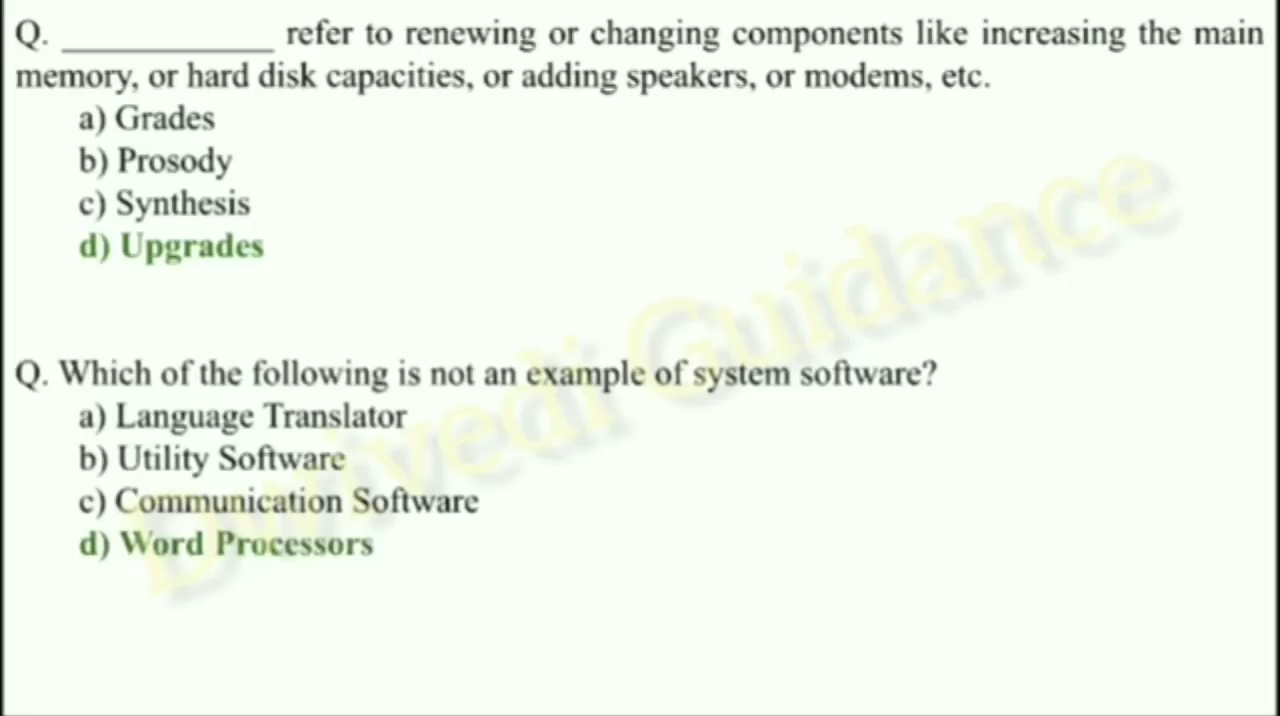 Q. ____________ refer to renewing or changing components like increasing the main
memory, or hard disk capacities, or adding speakers, or modems, etc.
a) Grades
b) Prosody
c) Synthesis
d) Upgrades
Q. Which of the following is not an example of system software?
a) Language Translator
b) Utility Software
c) Communication Software
d) Word Processors
Dwivedi Guidance